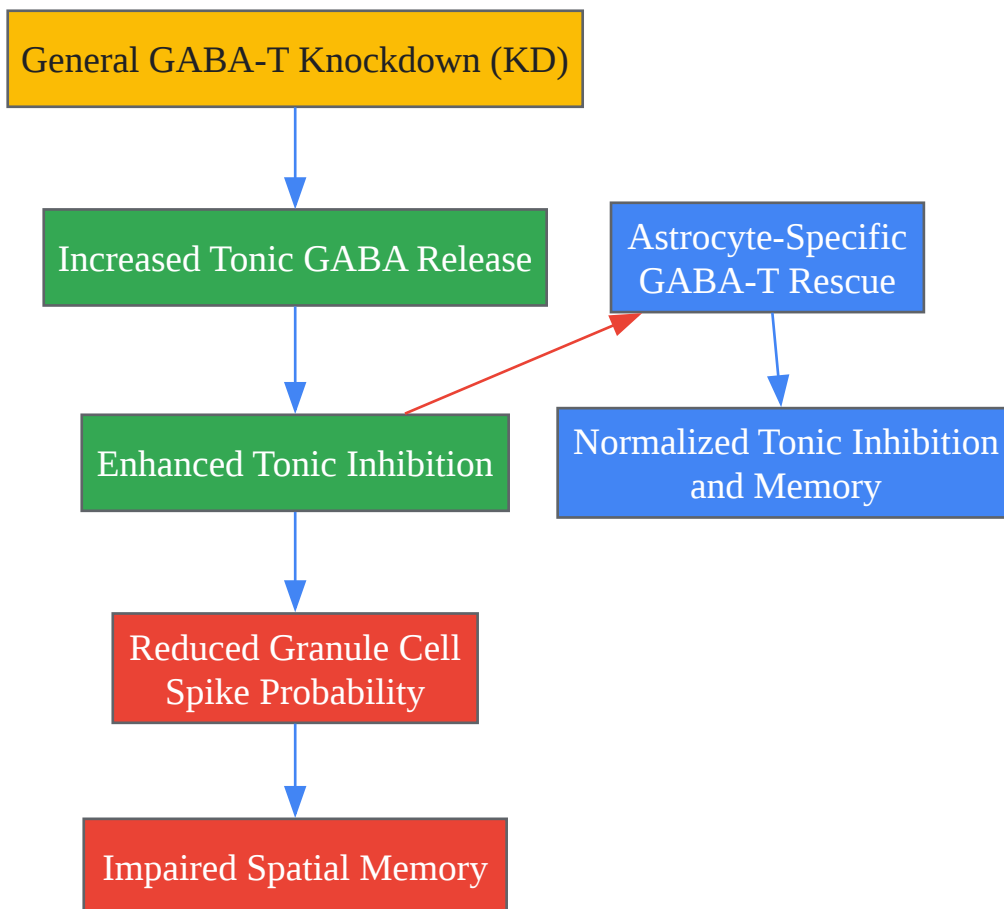 General GABA-T Knockdown (KD)
Increased Tonic GABA Release
Astrocyte-Specific
GABA-T Rescue
Enhanced Tonic Inhibition
Normalized Tonic Inhibition
and Memory
Reduced Granule Cell
Spike Probability
Impaired Spatial Memory